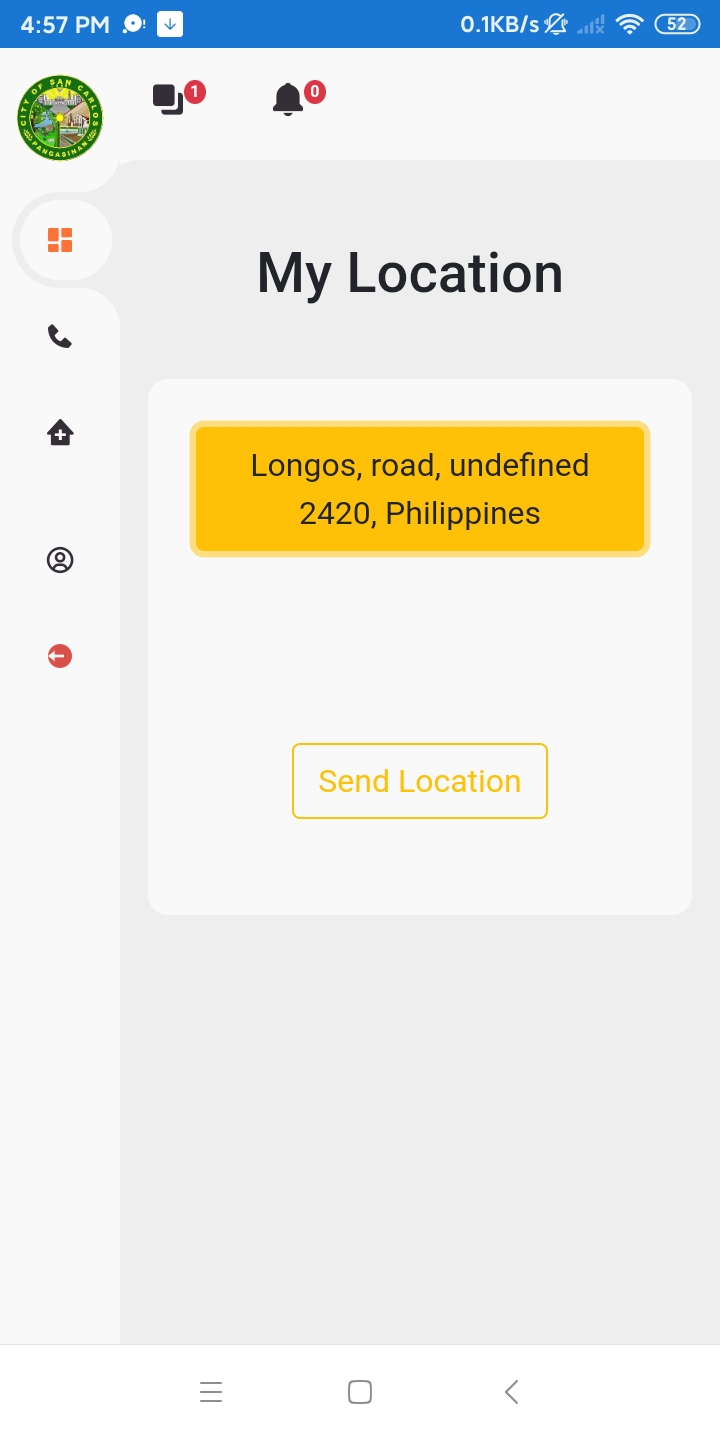 4:57 PM
0.1KB/s
52
CITY OF SAN CARLOS
PANGASINAN
1
0
My Location
Longos, road, undefined
2420, Philippines
Send Location